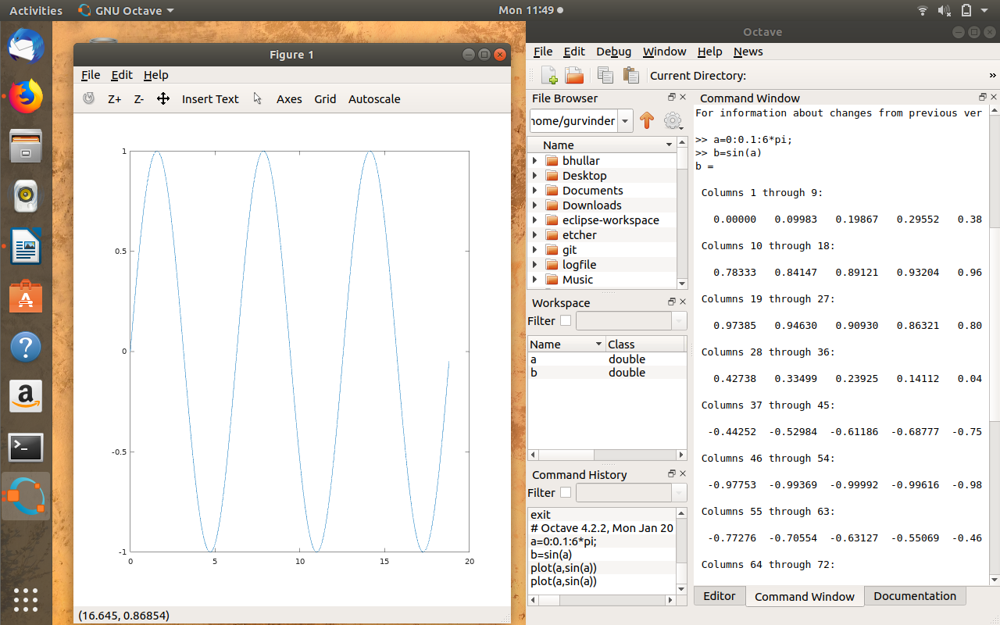 Activities GNU Octave Mon 11:49
Figure 1
File Edit Help
Z+ Z- Insert Text Axes Grid Autoscale
1
0.5
0
-0.5
-1
0 5 10 15 20
(16.645, 0.86854)
Octave
File Edit Debug Window Help News
Current Directory: »
File Browser
home/gurvinder
Name
bhullar
Desktop
Documents
Downloads
eclipse-workspace
etcher
git
logfile
Music
Workspace
Filter
Name Class
a double
b double
Command History
Filter
exit
# Octave 4.2.2, Mon Jan 20
a=0:0.1:6*pi;
b=sin(a)
plot(a,sin(a))
plot(a,sin(a))
Command Window
For information about changes from previous ver
>> a=0:0.1:6*pi;
>> b=sin(a)
b =
Columns 1 through 9:
0.00000 0.09983 0.19867 0.29552 0.38
Columns 10 through 18:
0.78333 0.84147 0.89121 0.93204 0.96
Columns 19 through 27:
0.97385 0.94630 0.90930 0.86321 0.80
Columns 28 through 36:
0.42738 0.33499 0.23925 0.14112 0.04
Columns 37 through 45:
-0.44252 -0.52984 -0.61186 -0.68777 -0.75
Columns 46 through 54:
-0.97753 -0.99369 -0.99992 -0.99616 -0.98
Columns 55 through 63:
-0.77276 -0.70554 -0.63127 -0.55069 -0.46
Columns 64 through 72:
Editor Command Window Documentation